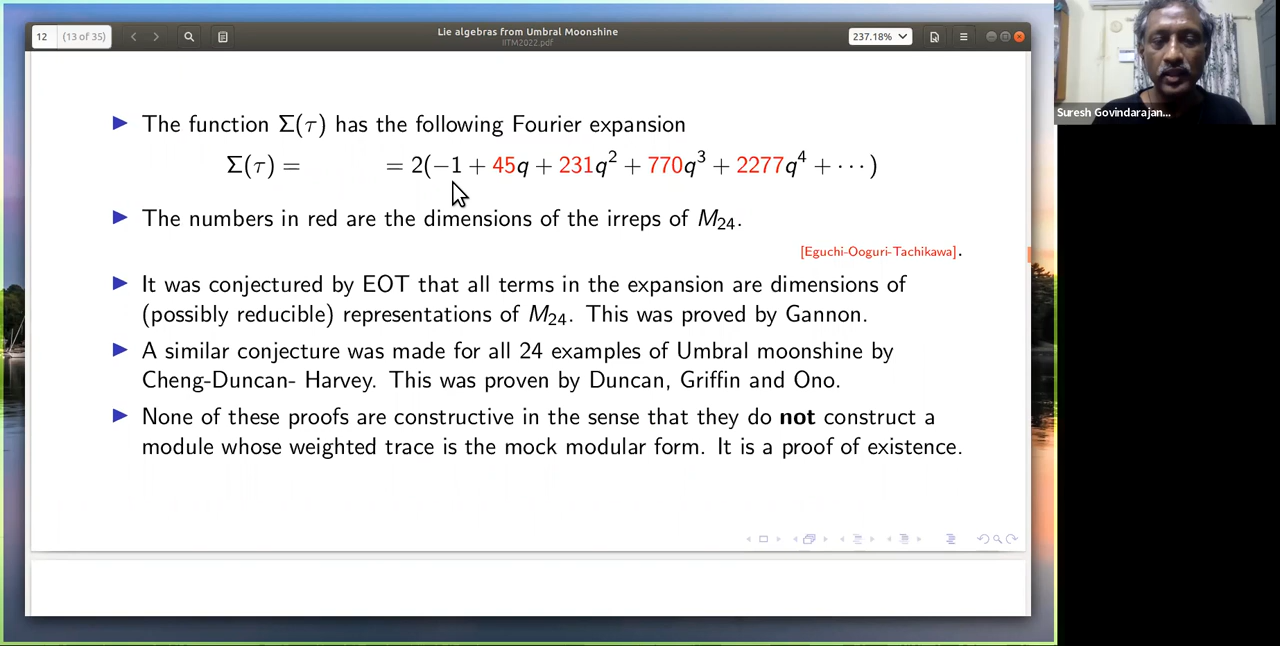 12 (13 of 35)
Lie algebras from Umbral Moonshine
IITM2022.pdf
237.18%
Suresh Govindarajan...
▶ The function Σ(τ) has the following Fourier expansion
Σ(τ) = = 2(−1 + 45q + 231q² + 770q³ + 2277q⁴ + ⋯)
▶ The numbers in red are the dimensions of the irreps of M₂₄.
[Eguchi-Ooguri-Tachikawa].
▶ It was conjectured by EOT that all terms in the expansion are dimensions of
(possibly reducible) representations of M₂₄. This was proved by Gannon.
▶ A similar conjecture was made for all 24 examples of Umbral moonshine by
Cheng-Duncan- Harvey. This was proven by Duncan, Griffin and Ono.
▶ None of these proofs are constructive in the sense that they do not construct a
module whose weighted trace is the mock modular form. It is a proof of existence.